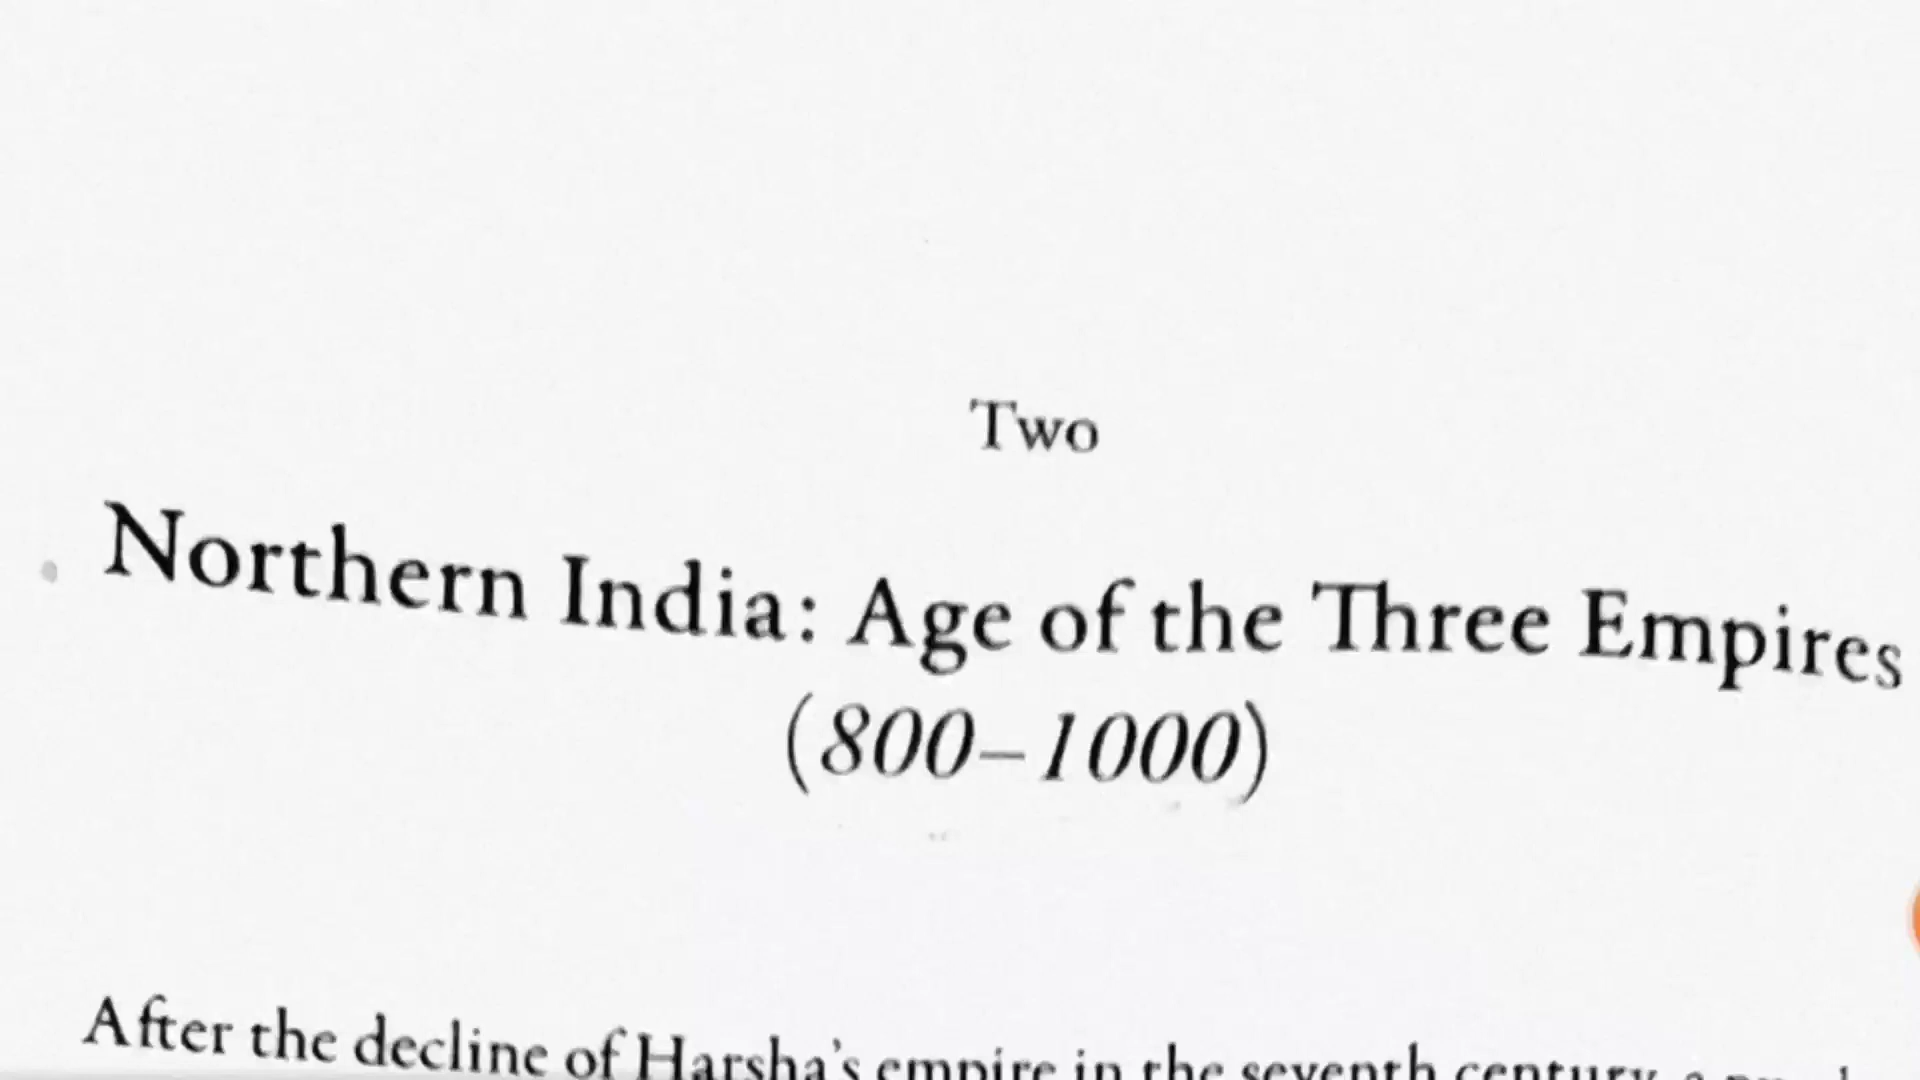 Two
Northern India: Age of the Three Empires
(800–1000)
After the decline of Harsha's empire in the seventh century,